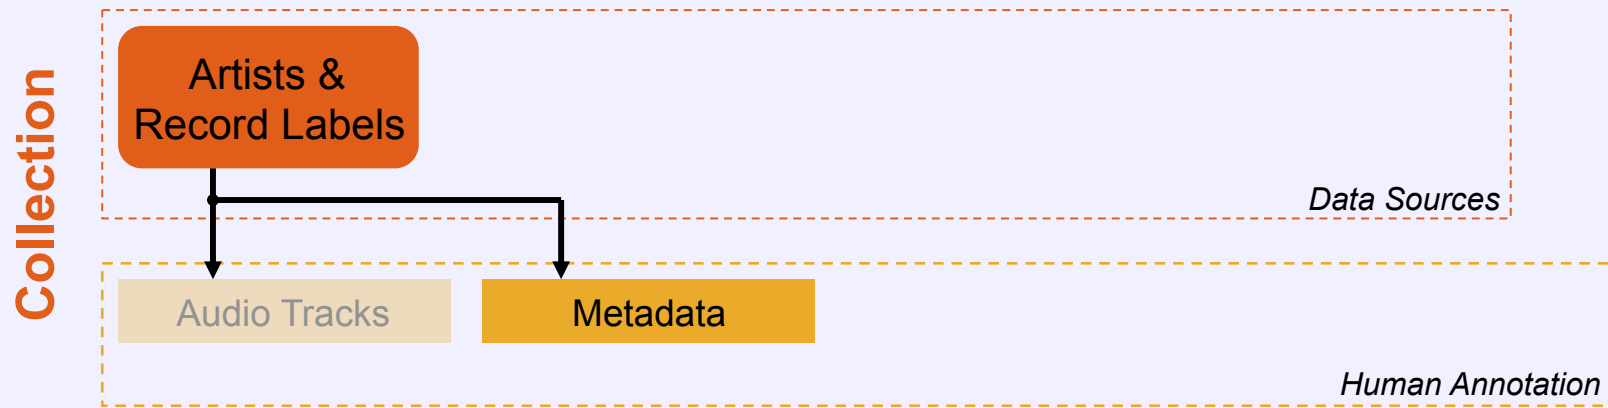 Collection
Artists &
Record Labels
Data Sources
Audio Tracks
Metadata
Human Annotation